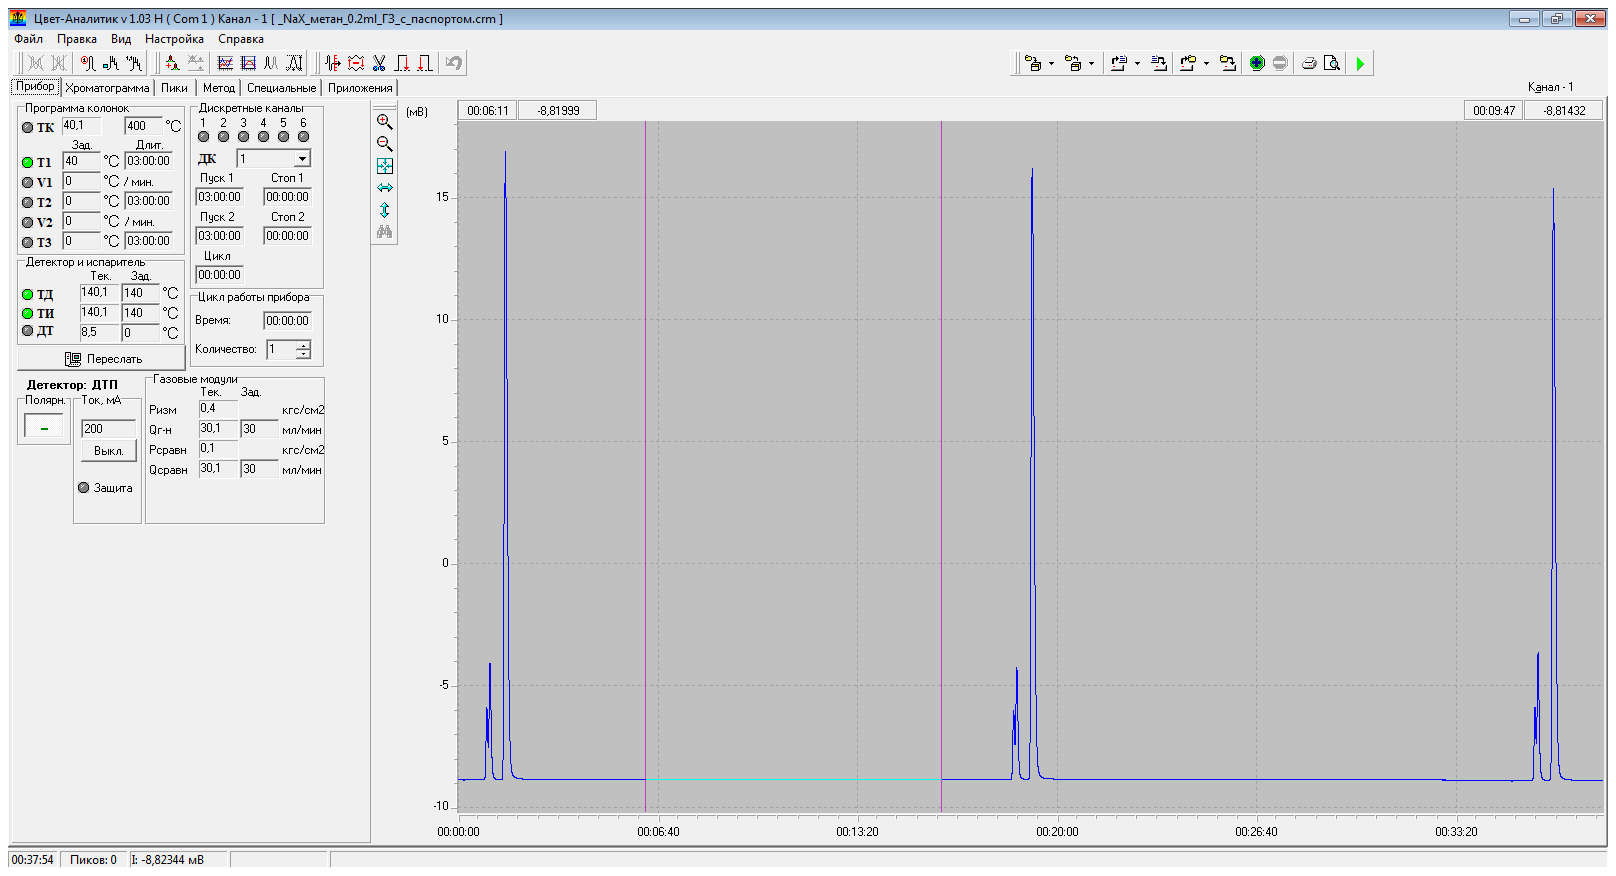 Цвет-Аналитик v 1.03 H ( Com 1 ) Канал - 1 [ _NaX_метан_0.2ml_ГЗ_с_паспортом.crm ]
Файл Правка Вид Настройка Справка
Прибор Хроматограмма Пики Метод Специальные Приложения
Канал - 1
Программа колонок
ТК 40,1 400 °C
Зад. Длит.
Т1 40 °C 03:00:00
V1 0 °C / мин.
Т2 0 °C 03:00:00
V2 0 °C / мин.
Т3 0 °C 03:00:00
Детектор и испаритель
Тек. Зад.
ТД 140,1 140 °C
ТИ 140,1 140 °C
ДТ 8,5 0 °C
Переслать
Детектор: ДТП
Полярн.
-
Ток, мА
200
Выкл.
Защита
Дискретные каналы
1 2 3 4 5 6
ДК 1
Пуск 1 Стоп 1
03:00:00 00:00:00
Пуск 2 Стоп 2
03:00:00 00:00:00
Цикл
00:00:00
Цикл работы прибора
Время: 00:00:00
Количество: 1
Газовые модули
Тек. Зад.
Ризм 0,4 кгс/см2
Qг-н 30,1 30 мл/мин
Рсравн 0,1 кгс/см2
Qсравн 30,1 30 мл/мин
(мВ)
00:06:11 -8,81999
00:09:47 -8,81432
15
10
5
0
-5
-10
00:00:00 00:06:40 00:13:20 00:20:00 00:26:40 00:33:20
00:37:54 Пиков: 0 I: -8,82344 мВ